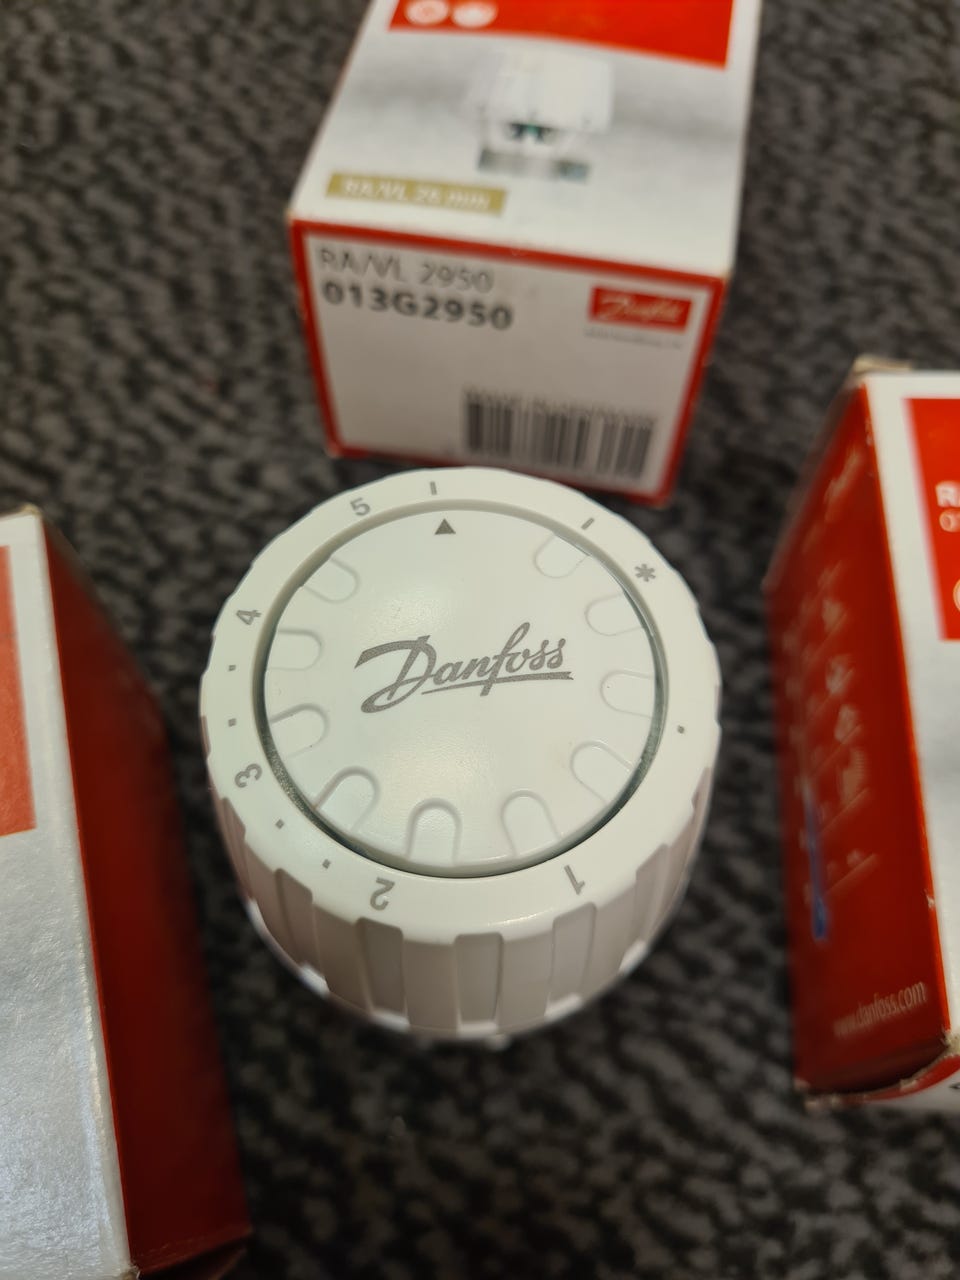 RA/VL 26 mm
RA/VL 2950
013G2950
Danfoss
5
4
*
3
2
1
Danfoss
www.danfoss.com